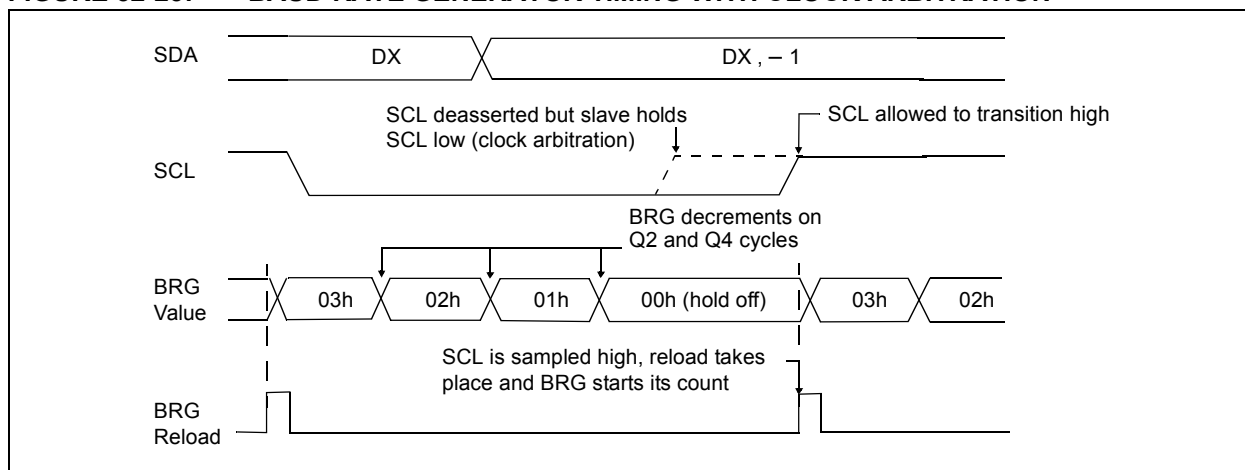 SDA
DX
DX , – 1
SCL deasserted but slave holds
SCL low (clock arbitration)
SCL allowed to transition high
SCL
BRG decrements on
Q2 and Q4 cycles
BRG
Value
03h
02h
01h
00h (hold off)
03h
02h
SCL is sampled high, reload takes
place and BRG starts its count
BRG
Reload